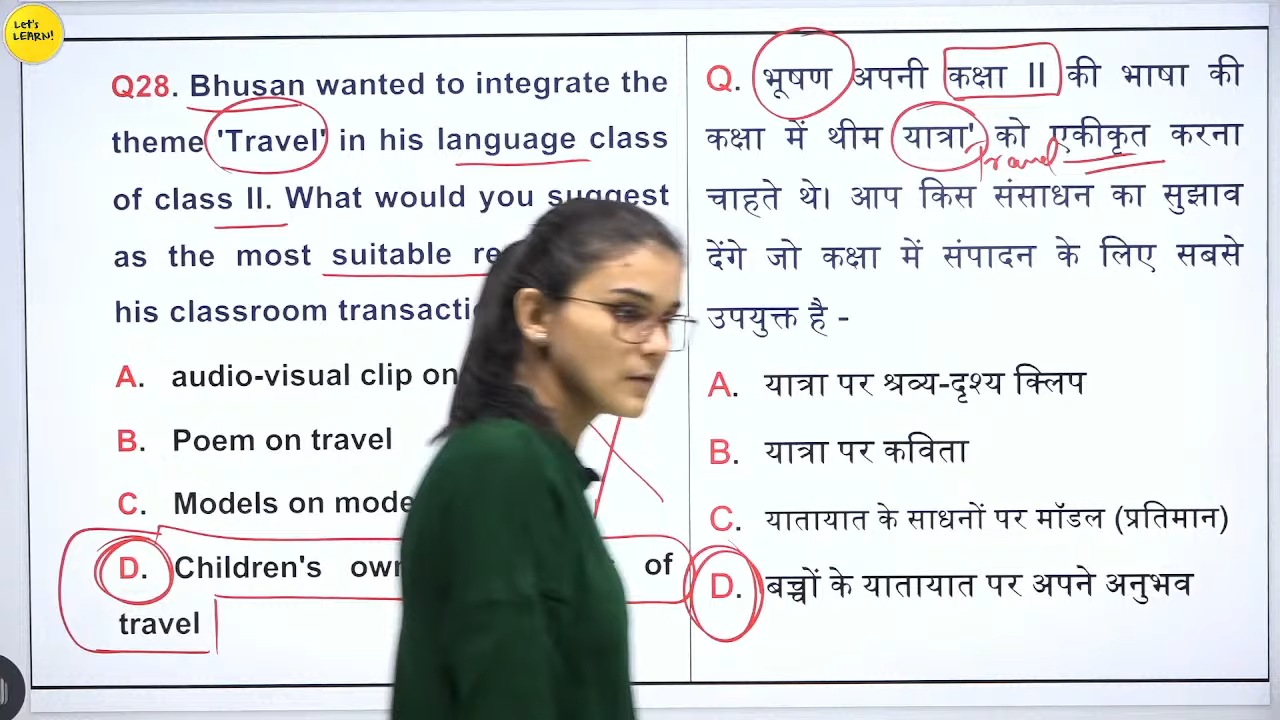 Let's
LEARN!
Q28. Bhusan wanted to integrate the
theme 'Travel' in his language class
of class II. What would you suggest
as the most suitable
his classroom
A. audio-visual clip on
B. Poem on travel
C. Models on
D. Children's own of
travel
Q. भूषण अपनी कक्षा II की भाषा की
कक्षा में थीम यात्रा' को एकीकृत करना
Travel
चाहते थे। आप किस संसाधन का सुझाव
देंगे जो कक्षा में संपादन के लिए सबसे
उपयुक्त है -
A. यात्रा पर श्रव्य-दृश्य क्लिप
B. यात्रा पर कविता
C. यातायात के साधनों पर मॉडल (प्रतिमान)
D. बच्चों के यातायात पर अपने अनुभव